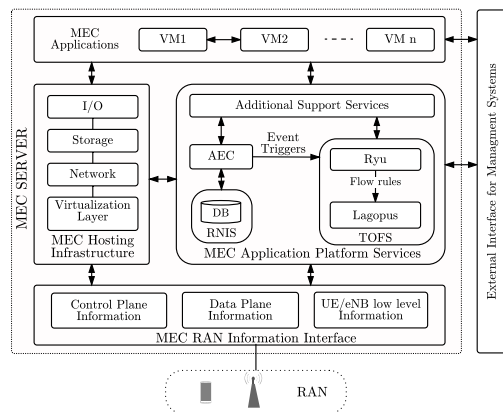 MEC SERVER
MEC
Applications
VM1
VM2
VM n
External Interface for Managment Systems
I/O
Storage
Network
Virtualization
Layer
MEC Hosting
Infrastructure
Additional Support Services
AEC
Event
Triggers
Ryu
Flow rules
Lagopus
TOFS
DB
RNIS
MEC Application Platform Services
Control Plane
Information
Data Plane
Information
UE/eNB low level
Information
MEC RAN Information Interface
RAN